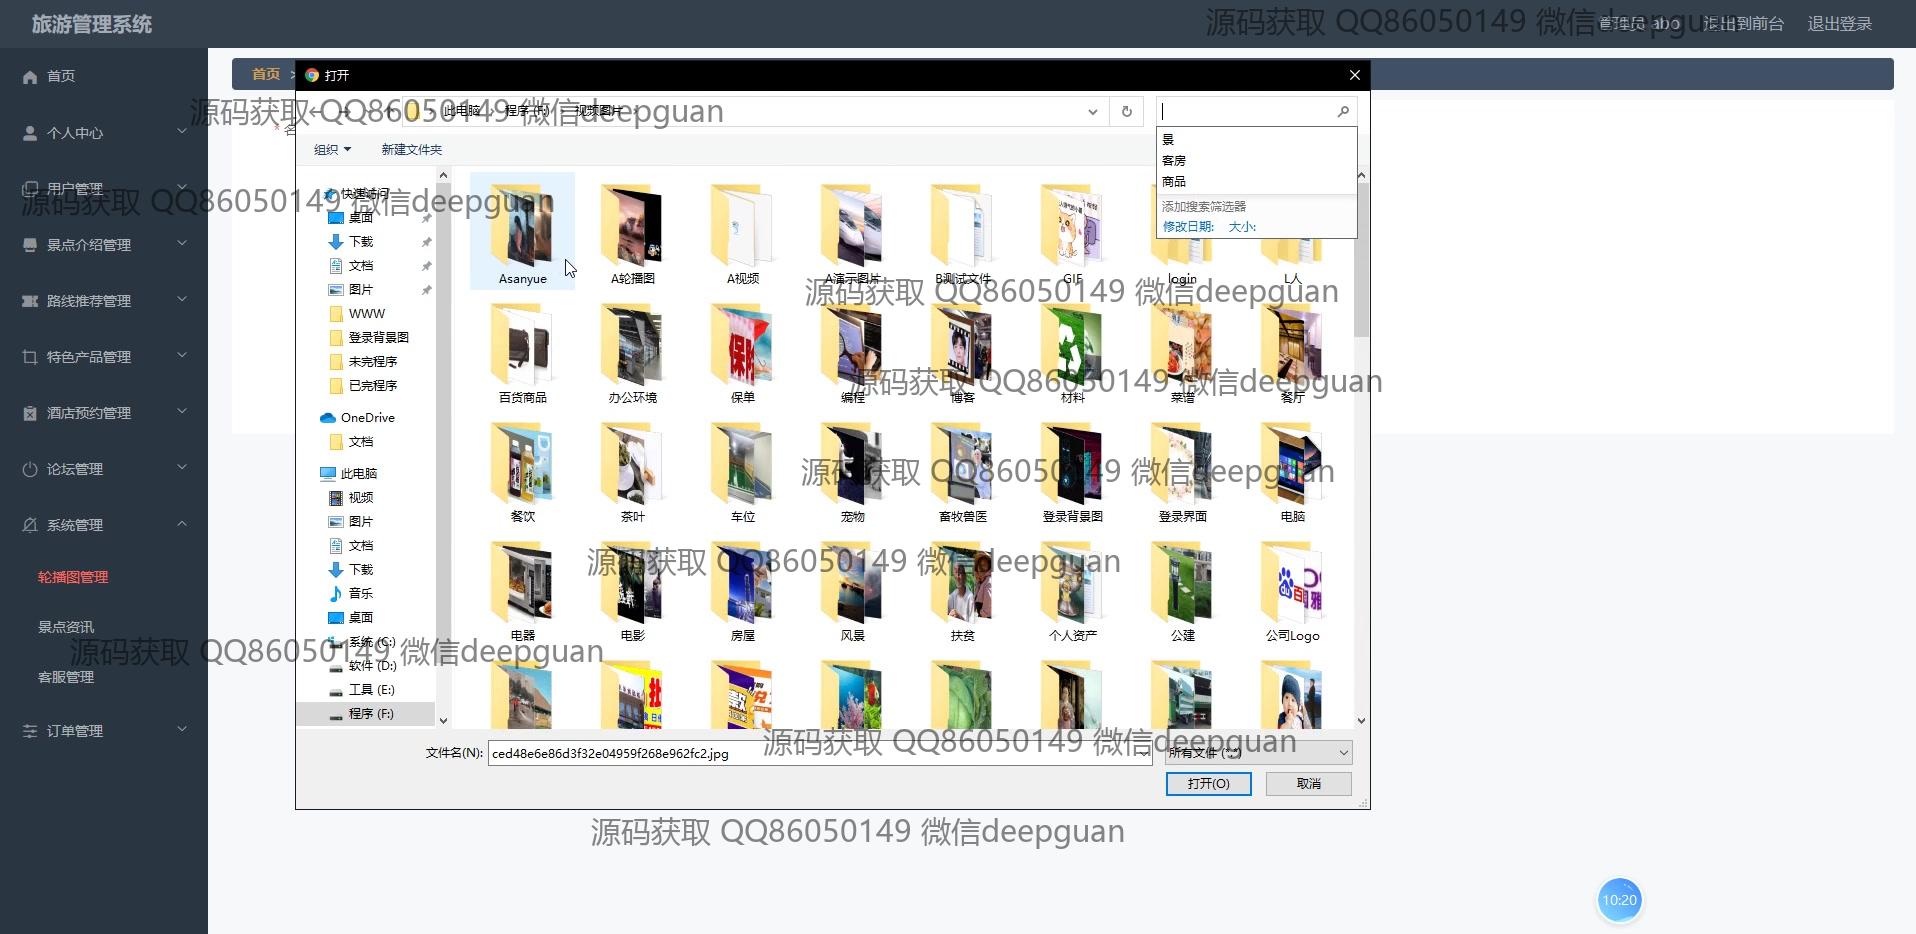 旅游管理系统
管理员 abo 退出到前台 退出登录
源码获取 QQ86050149 微信deepguan
首页
个人中心
用户管理
景点介绍管理
路线推荐管理
特色产品管理
酒店预约管理
论坛管理
系统管理
轮播图管理
景点资讯
客服管理
订单管理
首页 >
* 名
打开
此电脑 > 程序 (F:) > 视频图片 >
源码获取 QQ86050149 微信deepguan
景
客房
商品
添加搜索筛选器
修改日期: 大小:
组织 新建文件夹
快速访问
源码获取 QQ86050149 微信deepguan
桌面
下载
文档
图片
WWW
登录背景图
未完程序
已完程序
OneDrive
文档
此电脑
视频
图片
文档
下载
音乐
桌面
系统 (C:)
源码获取 QQ86050149 微信deepguan
软件 (D:)
工具 (E:)
程序 (F:)
Asanyue A轮播图 A视频 A演示图片 B测试文件 GIF login L人
源码获取 QQ86050149 微信deepguan
百货商品 办公环境 保单 编程 博客 材料 菜谱 餐厅
源码获取 QQ86050149 微信deepguan
餐饮 茶叶 车位 宠物 畜牧兽医 登录背景图 登录界面 电脑
源码获取 QQ86050149 微信deepguan
电器 电影 房屋 风景 扶贫 个人资产 公建 公司Logo
源码获取 QQ86050149 微信deepguan
文件名(N): ced48e6e86d3f32e04959f268e962fc2.jpg 所有文件 (*.*)
源码获取 QQ86050149 微信deepguan
打开(O) 取消
源码获取 QQ86050149 微信deepguan
10:20